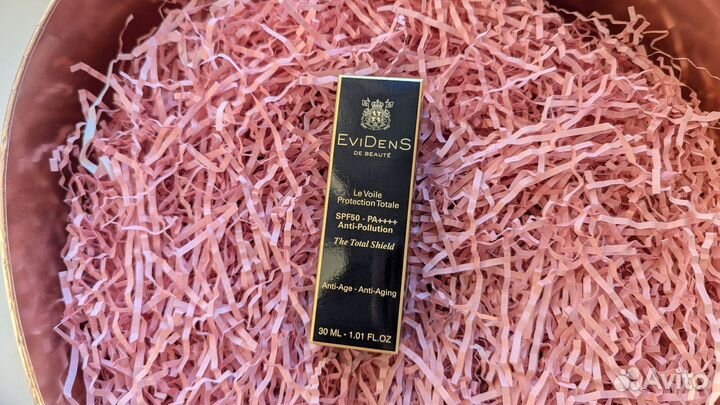 EVIDENS
DE BEAUTÉ
Le Voile
Protection Totale
SPF50 - PA++++
Anti-Pollution
The Total Shield
Anti-Age - Anti-Aging
30 ML - 1.01 FL.OZ
Avito